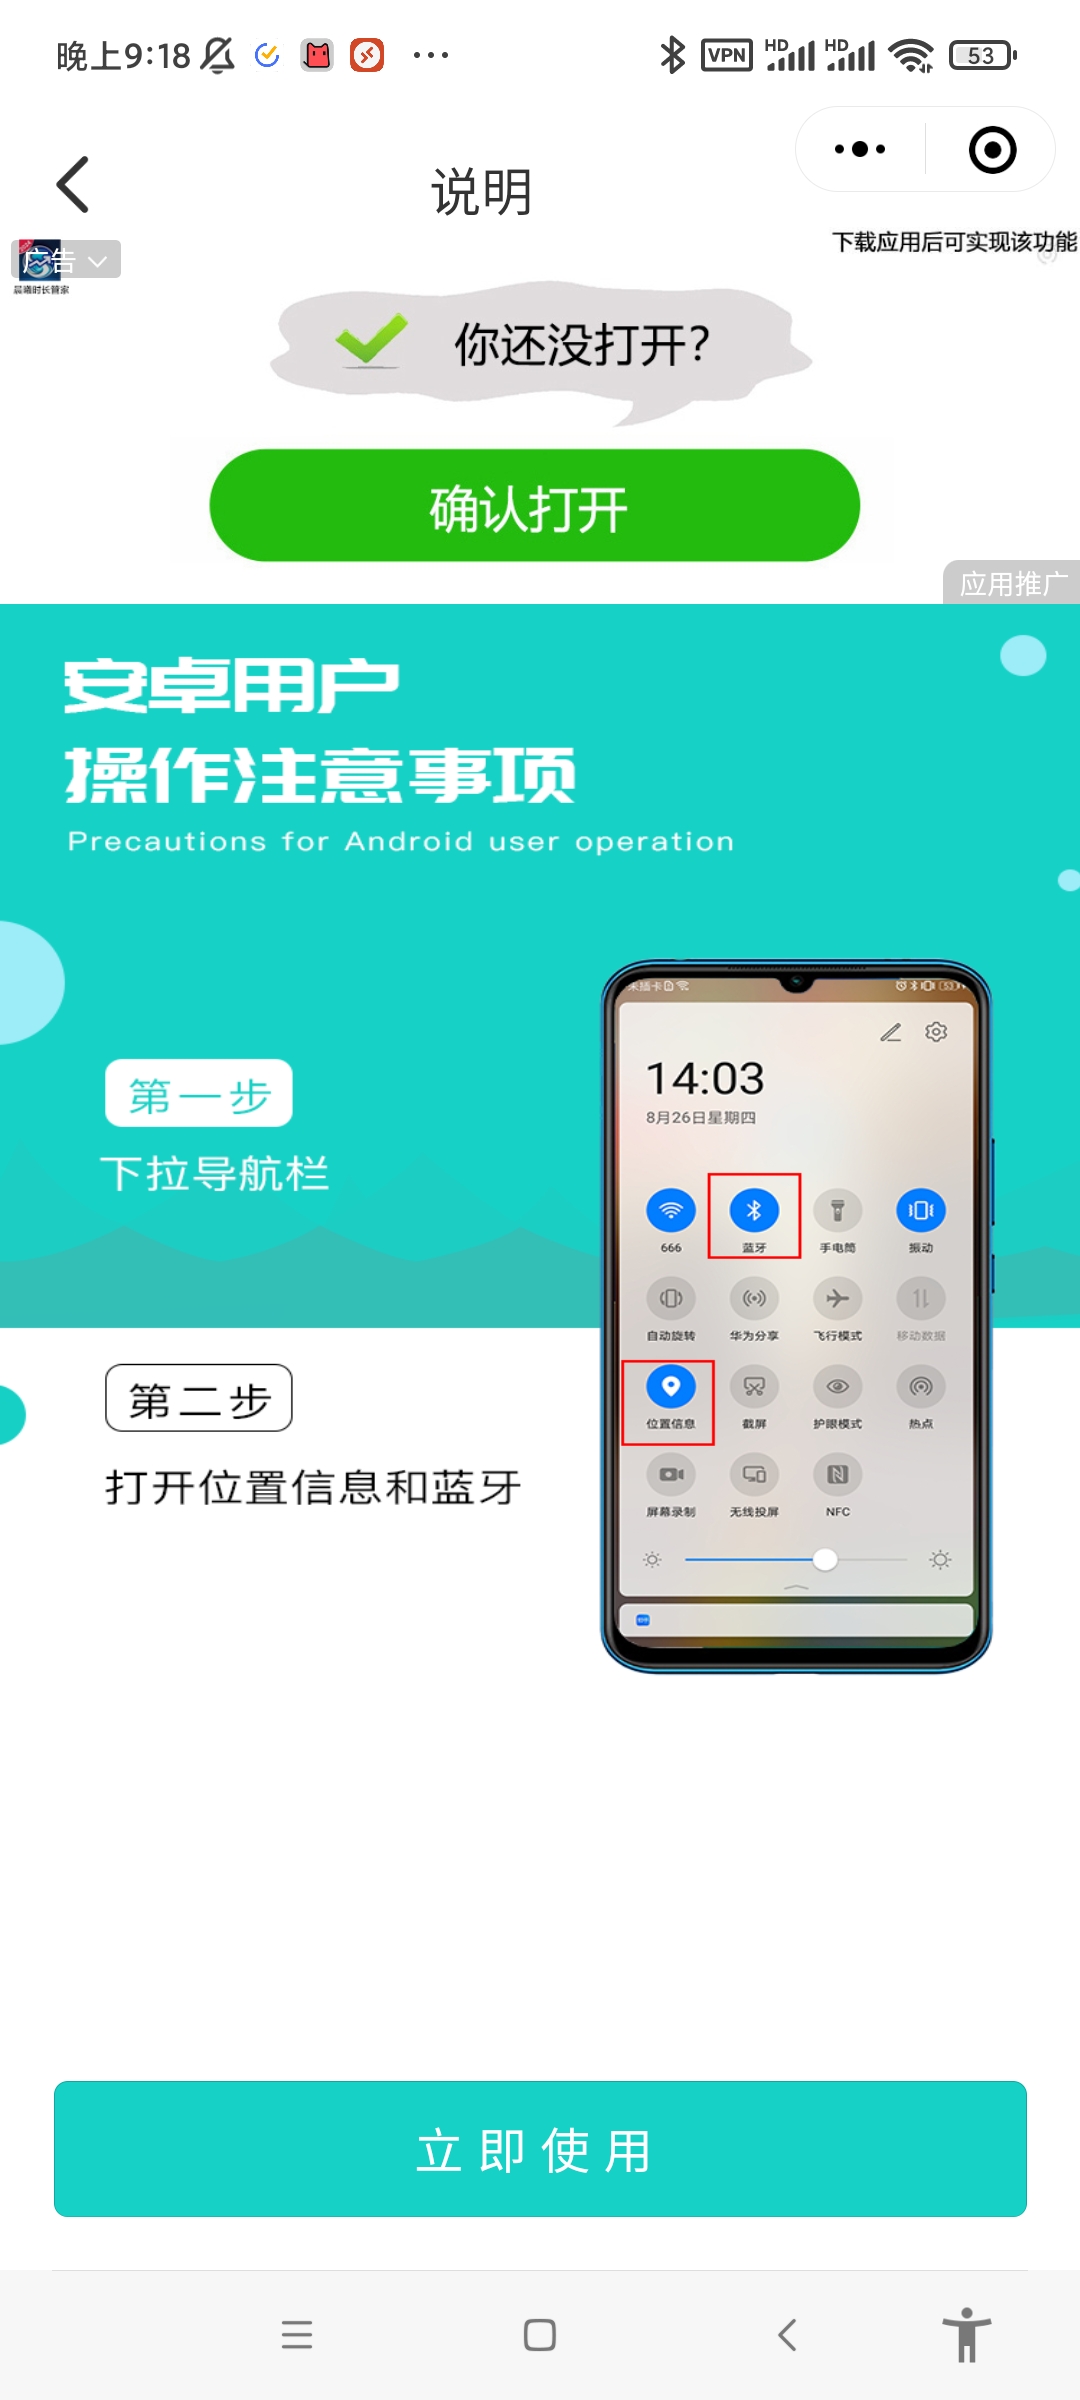 晚上9:18
VPN
HD
HD
53
说明
广告
晨曦时长管家
下载应用后可实现该功能
你还没打开?
确认打开
应用推广
安卓用户
操作注意事项
Precautions for Android user operation
第一步
下拉导航栏
未插卡
14:03
8月26日星期四
666
蓝牙
手电筒
振动
自动旋转
华为分享
飞行模式
移动数据
位置信息
截屏
护眼模式
热点
屏幕录制
无线投屏
NFC
第二步
打开位置信息和蓝牙
立即使用